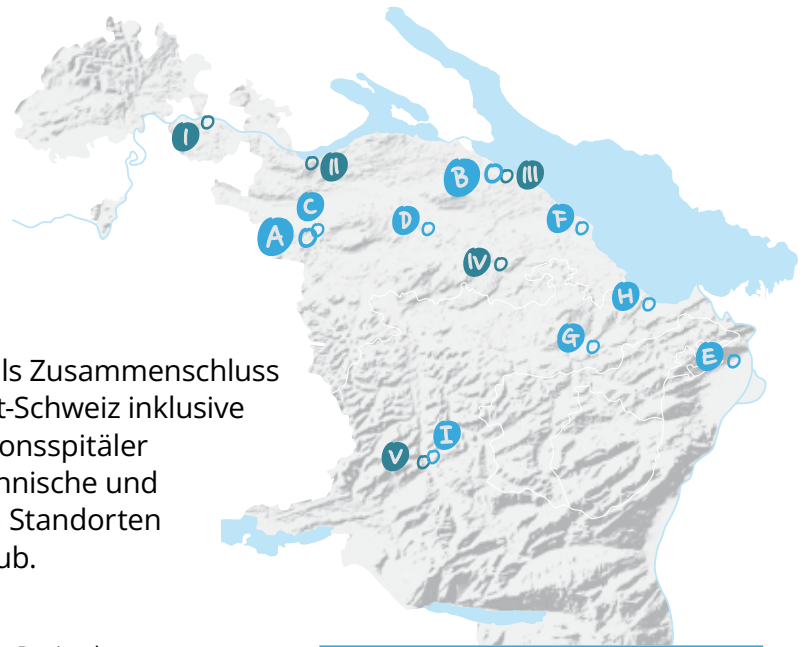 I
II
B
III
C
D
F
A
IV
H
G
E
ls Zusammenschluss
t-Schweiz inklusive
onsspitäler
I
V
hnische und
Standorten
ub.